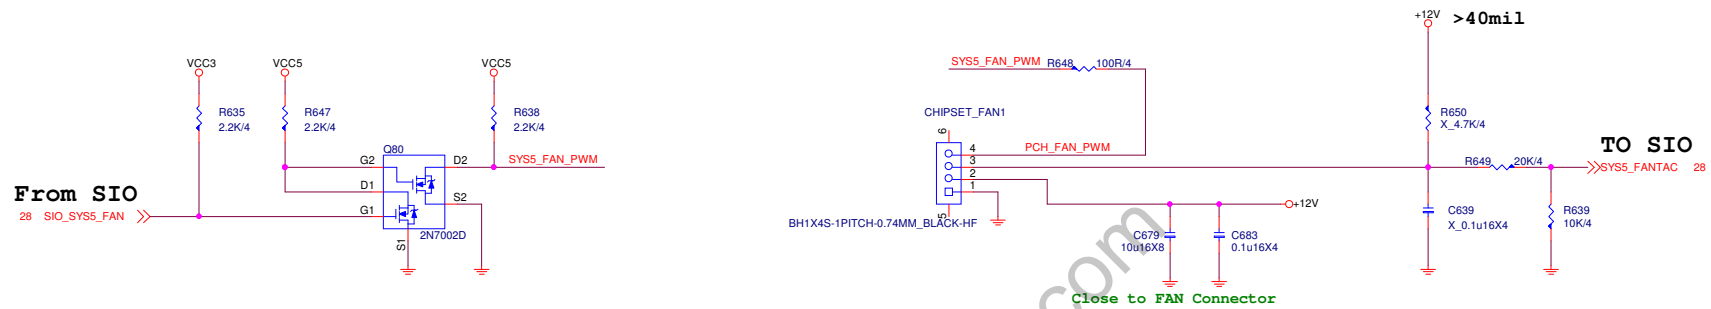 +12V
>40mil
VCC3
VCC5
VCC5
SYS5_FAN_PWM
R648
100R/4
R635
2.2K/4
R647
2.2K/4
R638
2.2K/4
CHIPSET_FAN1
R650
X_4.7K/4
Q80
G2
D2
SYS5_FAN_PWM
D1
S2
G1
S1
2N7002D
From SIO
28 SIO_SYS5_FAN
6
4
3
2
1
5
PCH_FAN_PWM
BH1X4S-1PITCH-0.74MM_BLACK-HF
+12V
C679
10u16X8
C683
0.1u16X4
Close to FAN Connector
TO SIO
R649
20K/4
SYS5_FANTAC 28
C639
X_0.1u16X4
R639
10K/4
com